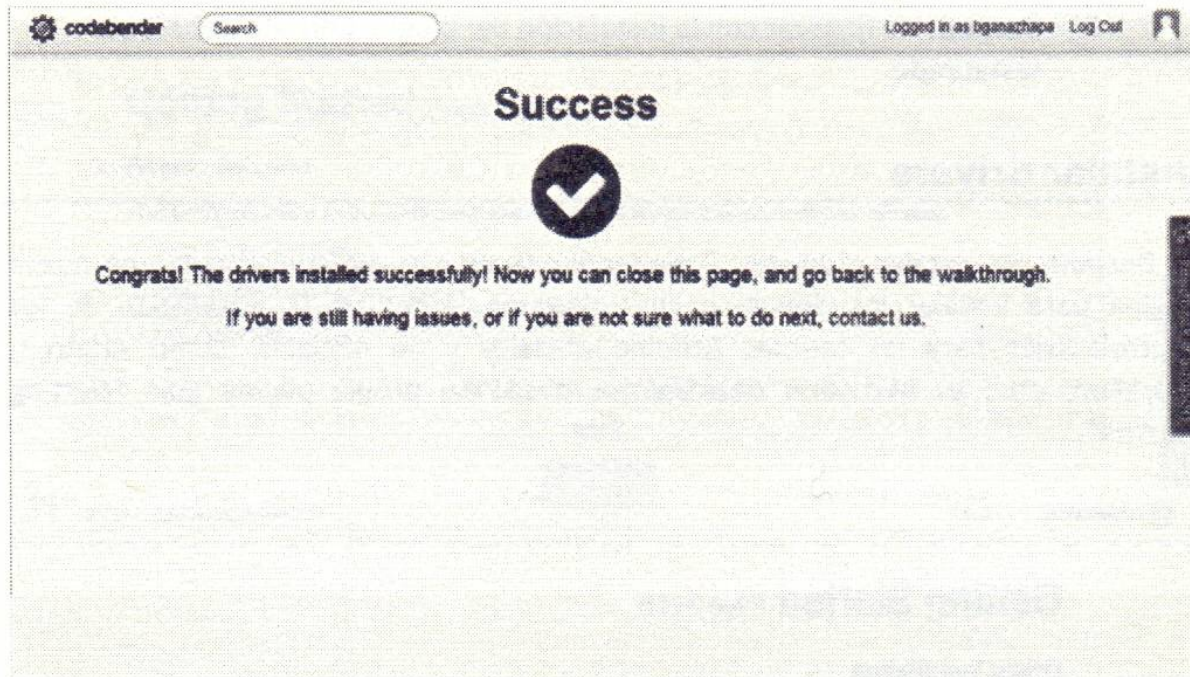 codebender
Search
Logged in as bganazhapa Log Out
Success
Congrats! The drivers installed successfully! Now you can close this page, and go back to the walkthrough.
If you are still having issues, or if you are not sure what to do next, contact us.